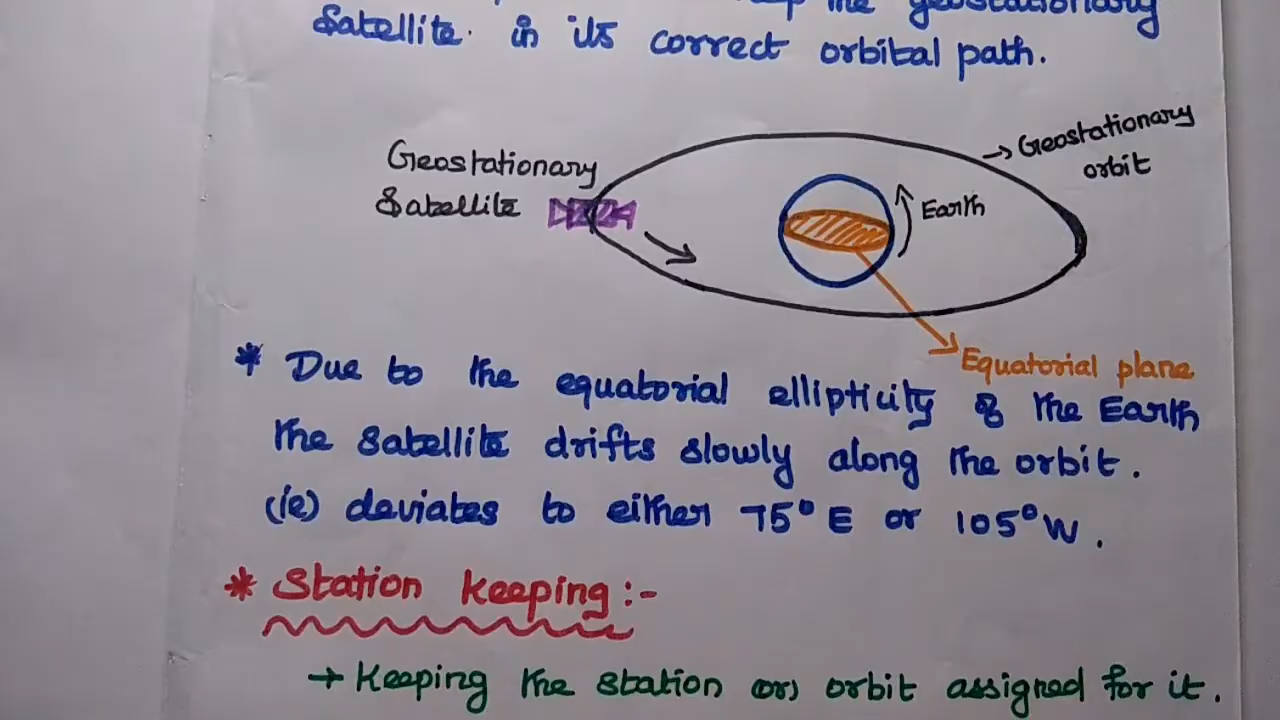 the geostationary
Satellite. in its correct orbital path.
→ Geostationary
orbit
Geostationary
Satellite
Earth
Equatorial plane
* Due to the equatorial ellipticity of the Earth
the satellite drifts slowly along the orbit.
(ie) deviates to either 75° E or 105° W.
* Station keeping:-
→ Keeping the station (or) orbit assigned for it.